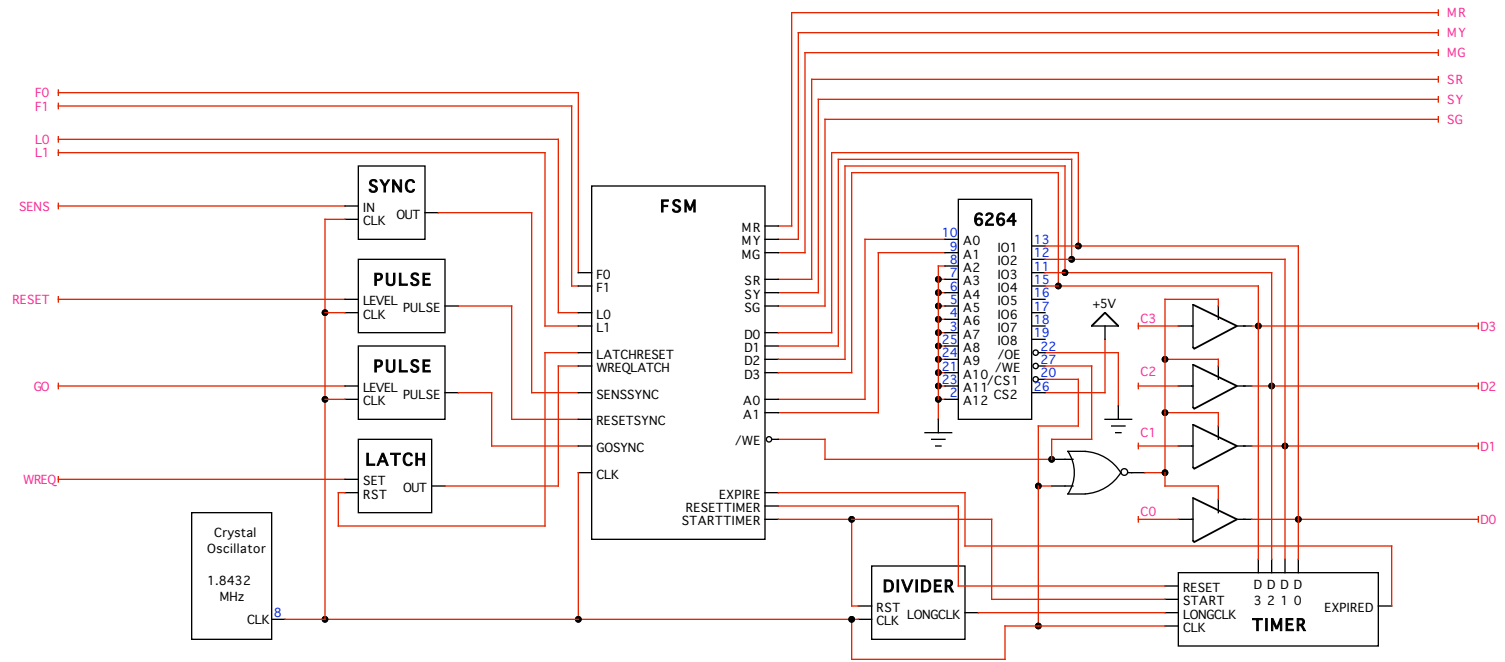 MR
MY
MG
SR
SY
SG
F0
F1
L0
L1
SENS
SYNC
IN
CLK
OUT
RESET
PULSE
LEVEL
CLK
PULSE
GO
PULSE
LEVEL
CLK
PULSE
WREQ
LATCH
SET
RST
OUT
Crystal
Oscillator
1.8432
MHz
CLK
8
FSM
F0
F1
L0
L1
LATCHRESET
WREQLATCH
SENSSYNC
RESETSYNC
GOSYNC
CLK
MR
MY
MG
SR
SY
SG
D0
D1
D2
D3
A0
A1
/WE
EXPIRE
RESETTIMER
STARTTIMER
6264
10 A0
9 A1
8 A2
7 A3
6 A4
5 A5
4 A6
3 A7
25 A8
24 A9
21 A10
23 A11
2 A12
IO1 13
IO2 12
IO3 11
IO4 15
IO5 16
IO6 17
IO7 18
IO8 19
/OE 22
/WE 27
/CS1 20
CS2 26
+5V
C3
D3
C2
D2
C1
D1
C0
D0
DIVIDER
RST
CLK
LONGCLK
RESET
START
LONGCLK
CLK
D D D D
3 2 1 0
EXPIRED
TIMER